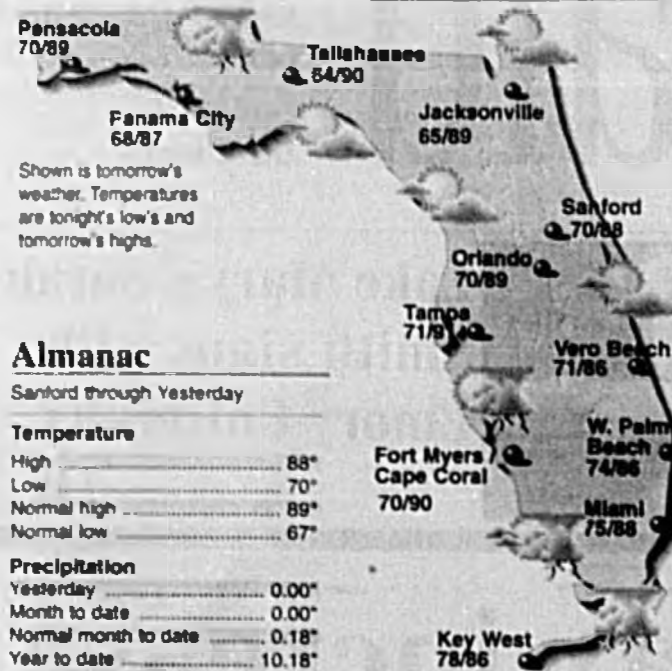 Pensacola
70/89
Tallahassee
64/90
Panama City
68/87
Jacksonville
65/89
Shown is tomorrow's
weather. Temperatures
are tonight's low's and
tomorrow's highs.
Sanford
70/88
Orlando
70/89
Tampa
Vero Beach
71/86
W. Palm
Beach
74/86
Fort Myers
Cape Coral
70/90
Miami
75/88
Key West
78/86
Almanac
Sanford through Yesterday
Temperature
High 88°
Low 70°
Normal high 89°
Normal low 67°
Precipitation
Yesterday 0.00"
Month to date 0.00"
Normal month to date 0.18"
Year to date 10.18"